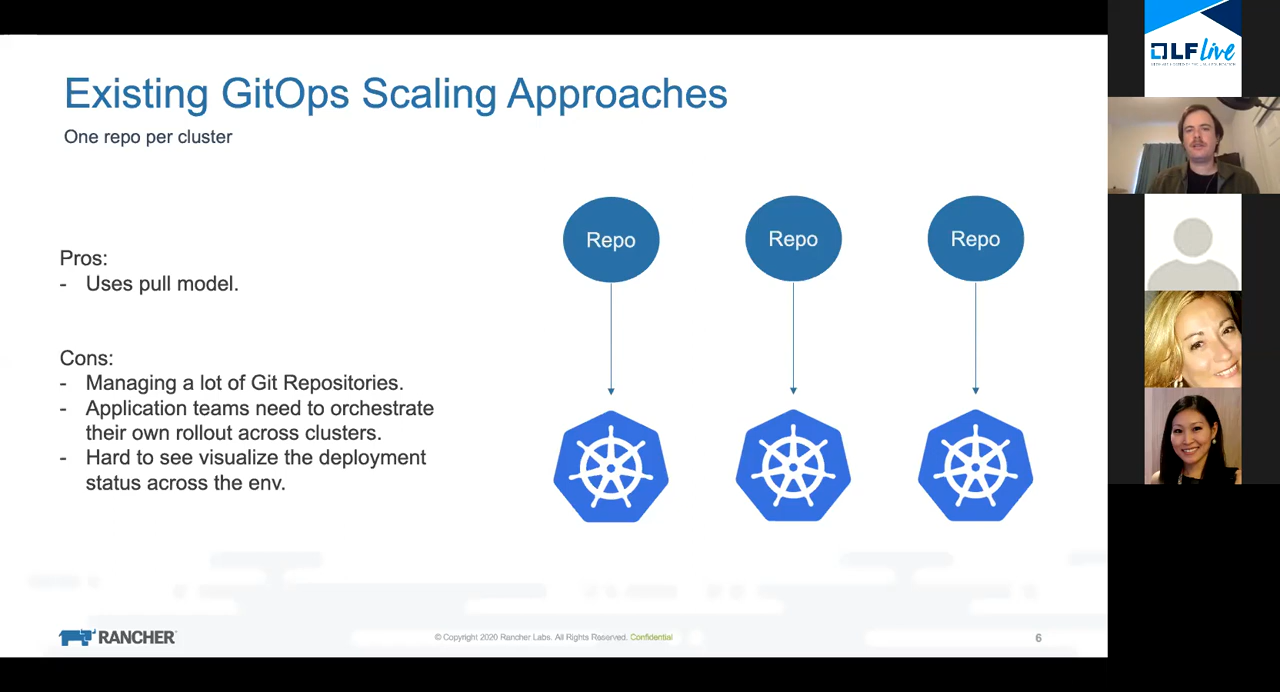 Existing GitOps Scaling Approaches
One repo per cluster
Pros:
- Uses pull model.
Cons:
- Managing a lot of Git Repositories.
- Application teams need to orchestrate
their own rollout across clusters.
- Hard to see visualize the deployment
status across the env.
Repo
Repo
Repo
RANCHER
© Copyright 2020 Rancher Labs. All Rights Reserved. Confidential
6
LF Live